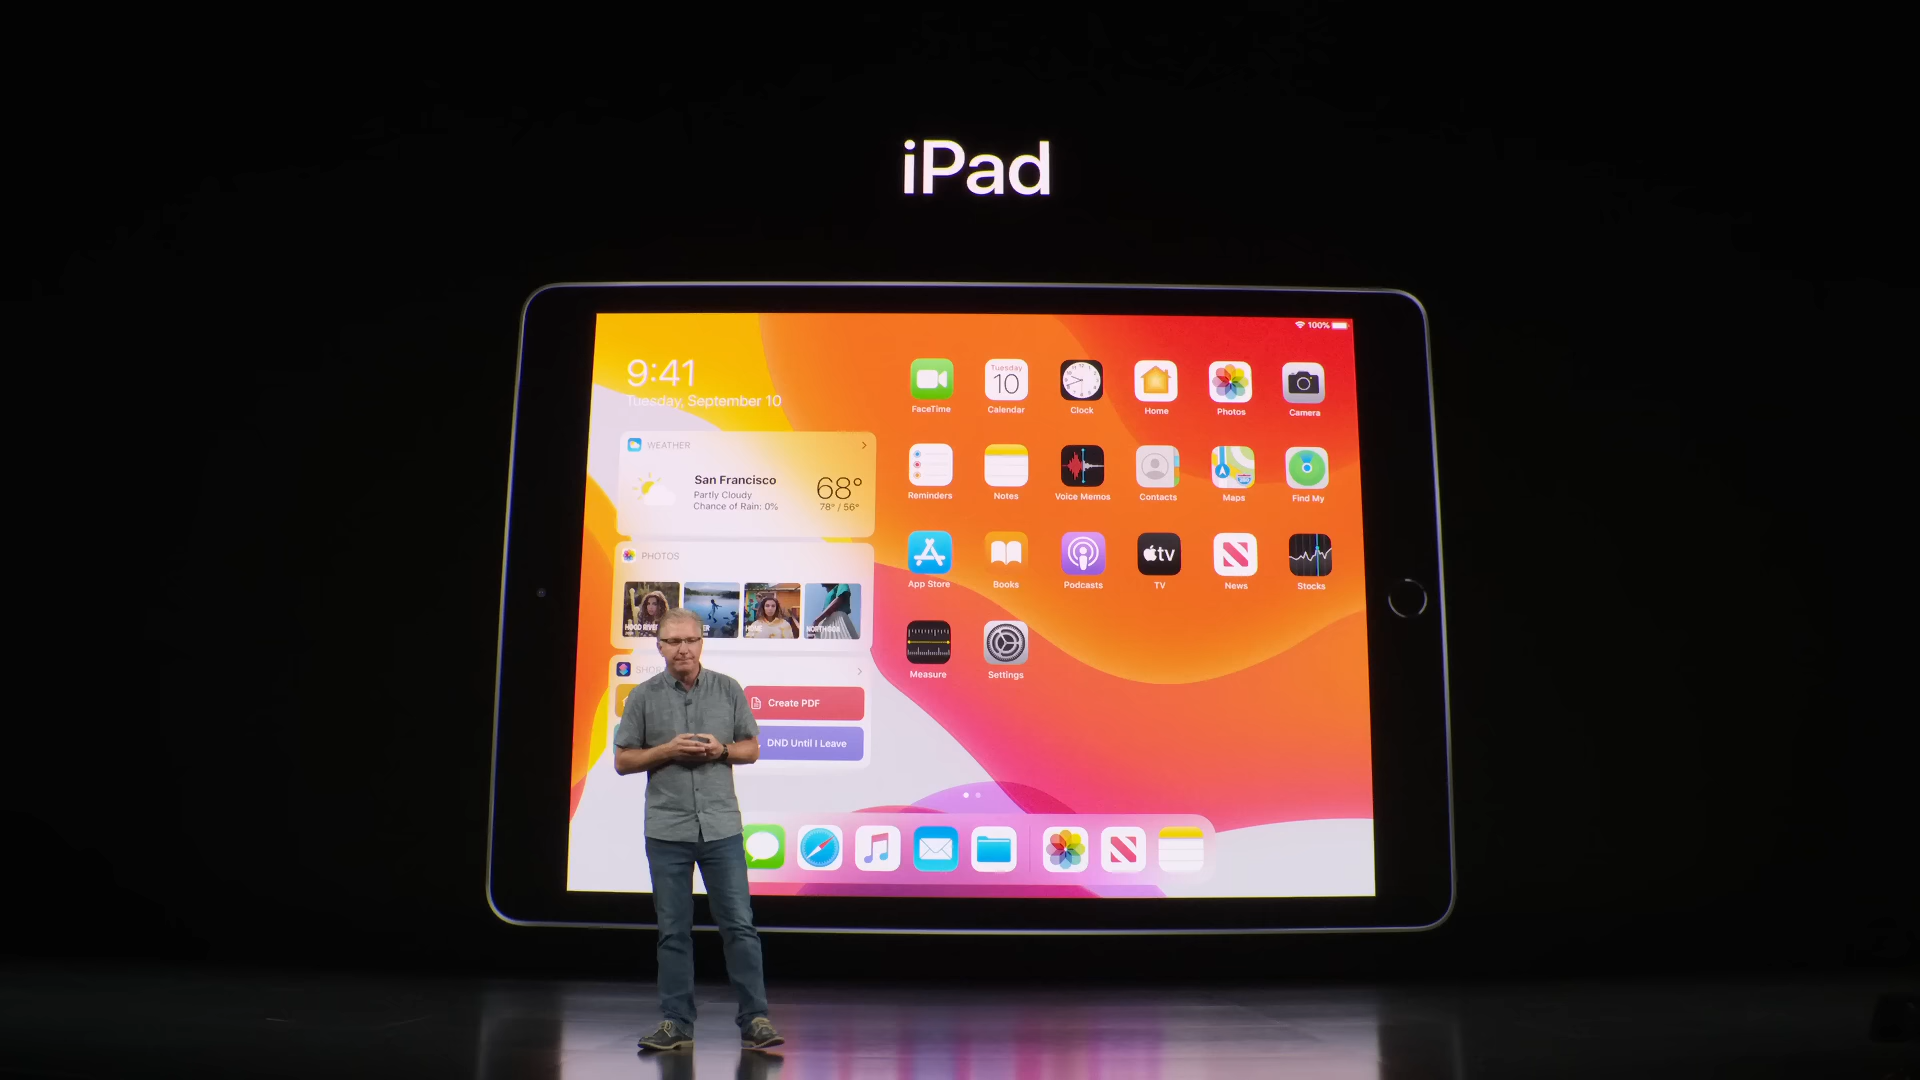 iPad
100%
9:41
Tuesday, September 10
WEATHER
San Francisco
Partly Cloudy
Chance of Rain: 0%
68°
78° / 56°
PHOTOS
HOME
Create PDF
DND Until I Leave
FaceTime
Tuesday
10
Calendar
Clock
Home
Photos
Camera
Reminders
Notes
Voice Memos
Contacts
Maps
Find My
App Store
Books
Podcasts
tv
TV
News
Stocks
Measure
Settings